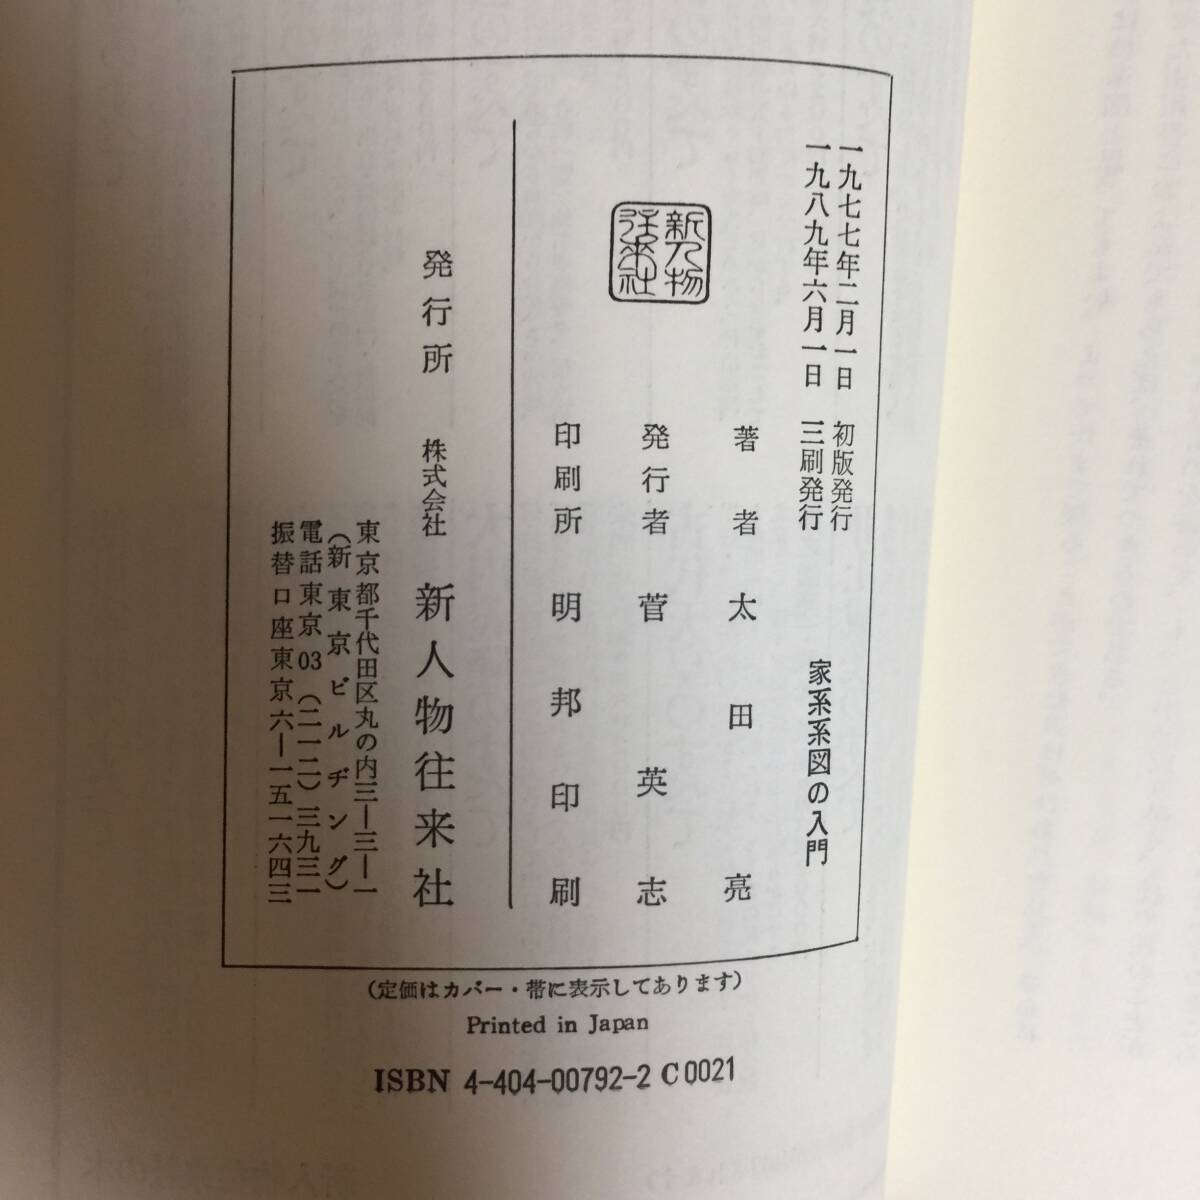 一九七七年二月一日 初版発行
一九八九年六月一日 三刷発行
家系系図の入門
著者 太田亮
新人物
往来社
発行者 菅英志
印刷所 明邦印刷
発行所 株式会社 新人物往来社
東京都千代田区丸の内三—三—一
(新東京ビルヂング)
電話東京03(二一二)三九三一
振替口座東京六—一五一六四三
(定価はカバー・帯に表示してあります)
Printed in Japan
ISBN 4-404-00792-2 C0021